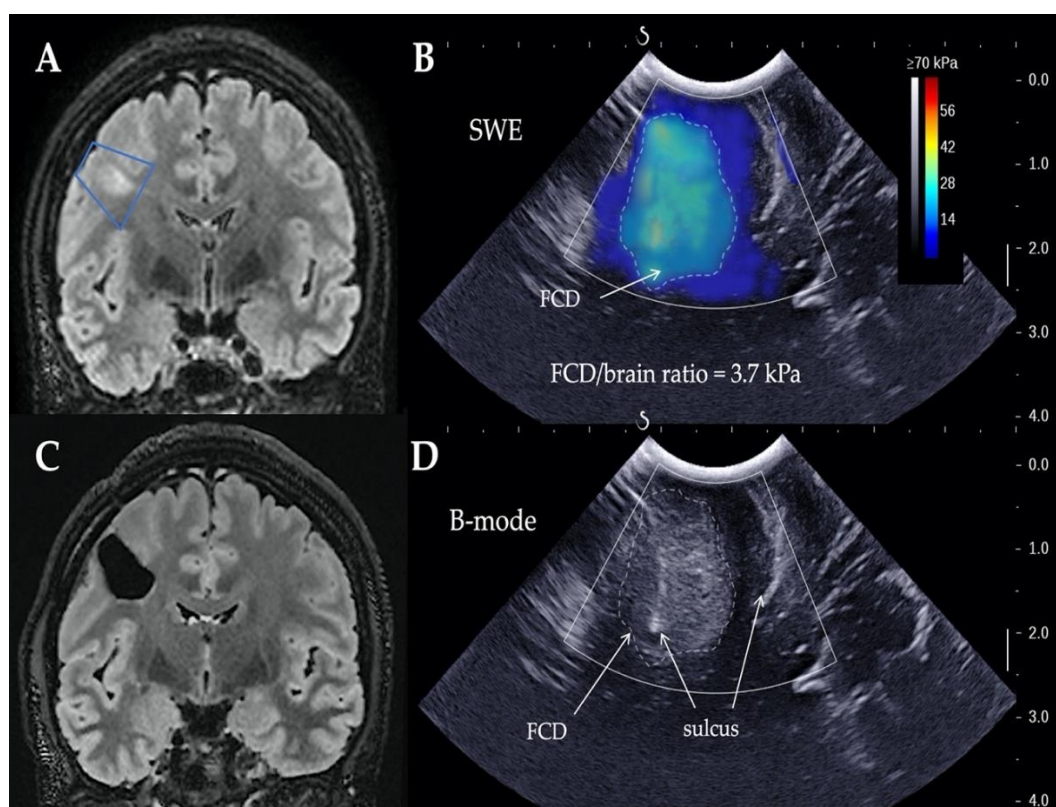 A
B
SWE
≥70 kPa
56
42
28
14
0.0
1.0
2.0
3.0
4.0
FCD
FCD/brain ratio = 3.7 kPa
C
D
B-mode
0.0
1.0
2.0
3.0
4.0
FCD
sulcus